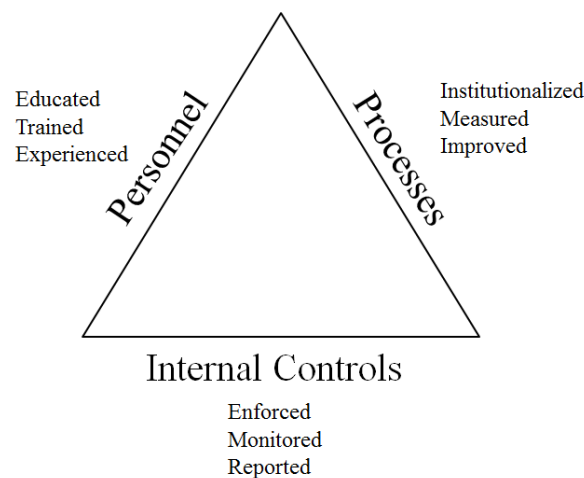 Educated
Trained
Experienced
Personnel
Processes
Institutionalized
Measured
Improved
Internal Controls
Enforced
Monitored
Reported